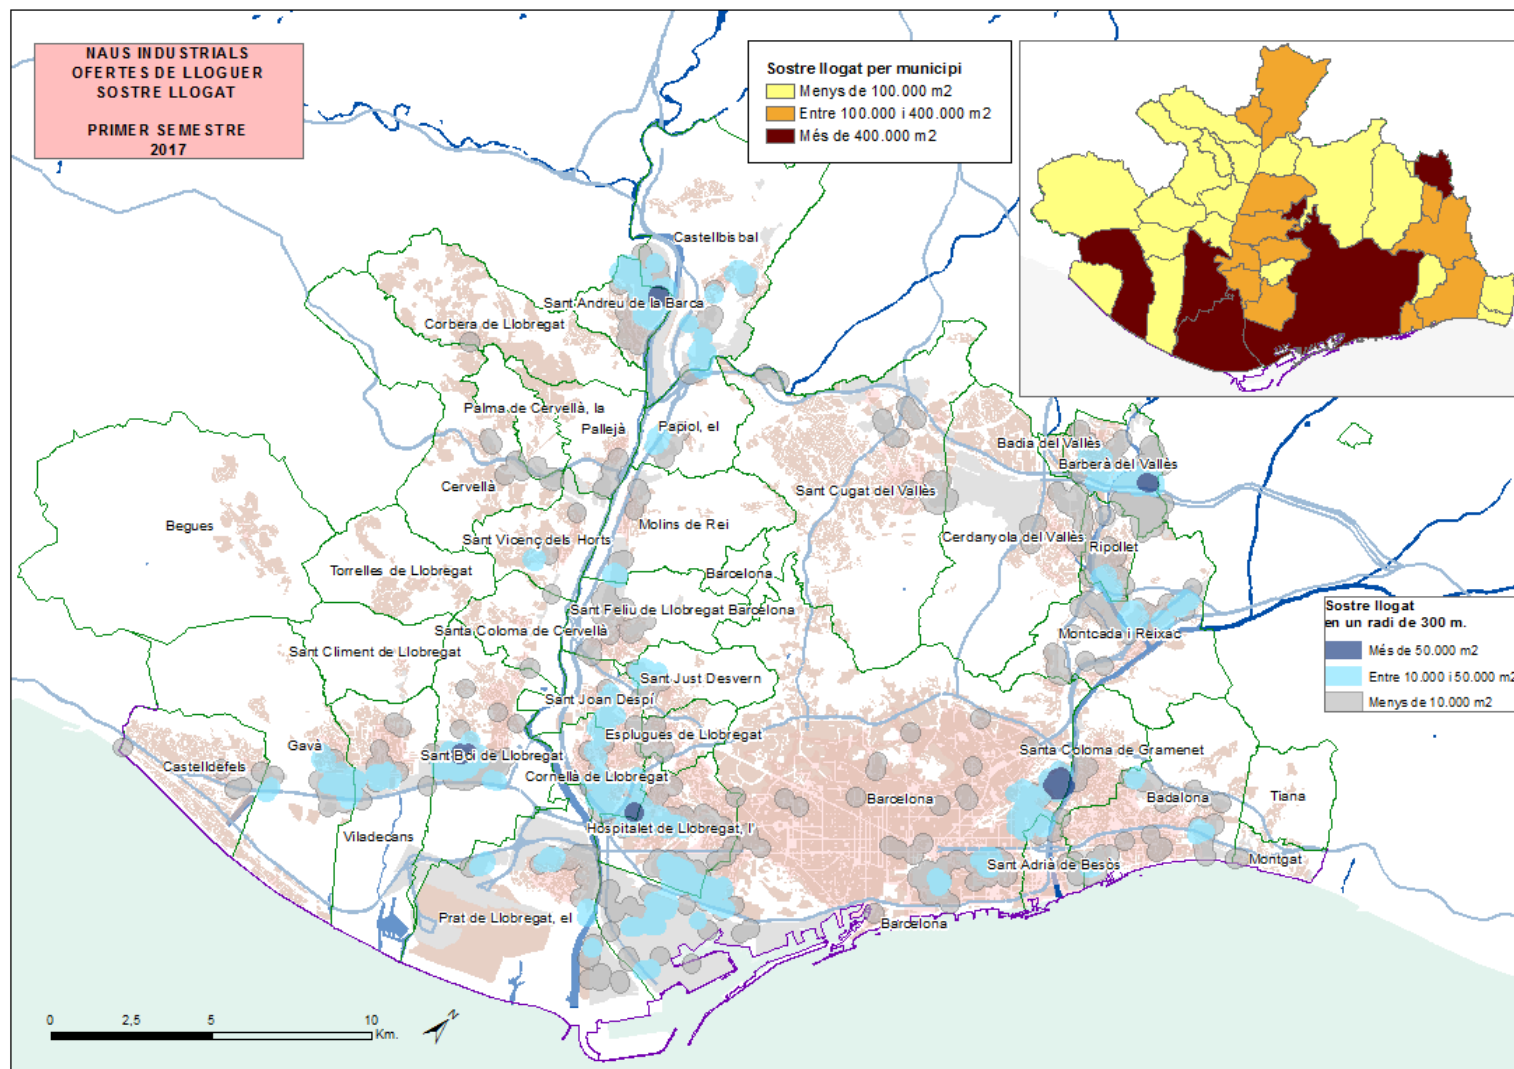 NAUS INDUSTRIALS
OFERTES DE LLOGUER
SOSTRE LLOGAT
PRIMER SEMESTRE
2017
Sostre llogat per municipi
Menys de 100.000 m2
Entre 100.000 i 400.000 m2
Més de 400.000 m2
Castellbisbal
Sant Andreu de la Barca
Corbera de Llobregat
Palma de Cervellà, la
Pallejà
Papiol, el
Badia del Vallès
Barberà del Vallès
Cervellà
Sant Cugat del Vallès
Begues
Molins de Rei
Sant Vicenç dels Horts
Cerdanyola del Vallès
Ripollet
Torrelles de Llobregat
Barcelona
Sant Feliu de Llobregat
Barcelona
Santa Coloma de Cervellà
Montcada i Reixac
Sostre llogat
en un radi de 300 m.
Més de 50.000 m2
Entre 10.000 i 50.000 m2
Menys de 10.000 m2
Sant Climent de Llobregat
Sant Just Desvern
Sant Joan Despí
Esplugues de Llobregat
Gavà
Sant Boi de Llobregat
Santa Coloma de Gramenet
Castelldefels
Cornellà de Llobregat
Barcelona
Badalona
Tiana
Viladecans
Hospitalet de Llobregat, l'
Sant Adrià de Besòs
Montgat
Prat de Llobregat, el
Barcelona
0 2,5 5 10
Km.
N